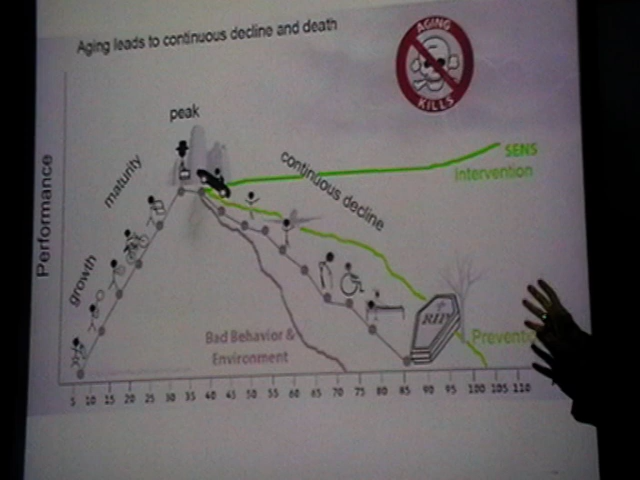 Aging leads to continuous decline and death
AGING
KILLS
peak
SENS
Intervention
continuous decline
maturity
Performance
growth
RIP
Bad Behavior &
Environment
5 10 15 20 25 30 35 40 45 50 55 60 65 70 75 80 85 90 95 100 105 110